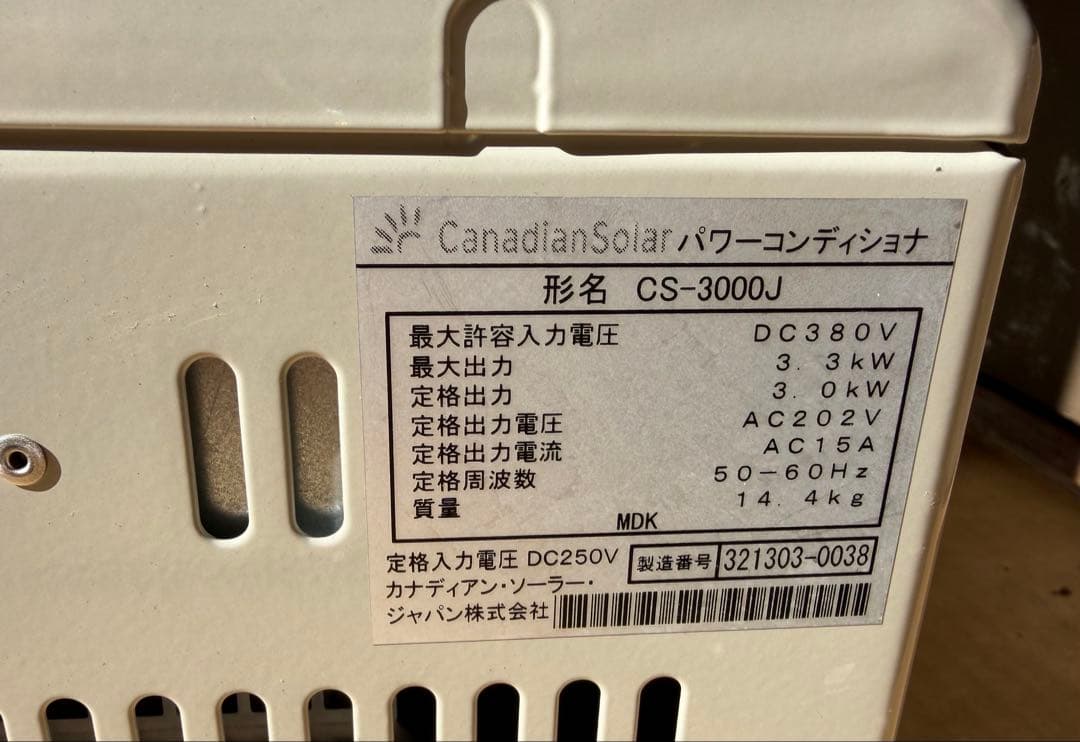 CanadianSolar パワーコンディショナ
形名 CS-3000J
最大許容入力電圧 DC380V
最大出力 3.3kW
定格出力 3.0kW
定格出力電圧 AC202V
定格出力電流 AC15A
定格周波数 50-60Hz
質量 14.4kg
MDK
定格入力電圧 DC250V 製造番号 321303-0038
カナディアン・ソーラー・
ジャパン株式会社